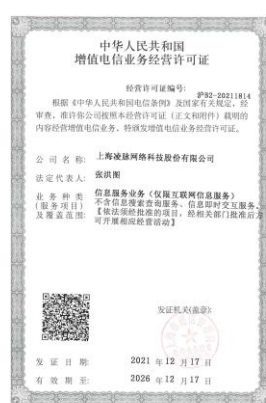 中华人民共和国
增值电信业务经营许可证
经营许可证编号:沪B2-20211814
根据《中华人民共和国电信条例》及国家有关规定,经
审查,准许你公司按照本经营许可证(正文和附件)载明的
内容经营增值电信业务。特颁发增值电信业务经营许可证。
公 司 名 称: 上海凌脉网络科技股份有限公司
法定代表人: 张洪图
业 务 种 类 信息服务业务(仅限互联网信息服务)
(服务项目) 不含信息搜索查询服务、信息即时交互服务。
及覆盖范围: 【依法须经批准的项目,经相关部门批准后方
可开展相应经营活动】
发证机关(盖章):
发 证 日 期: 2021 年 12 月 17 日
有 效 期 至: 2026 年 12 月 17 日